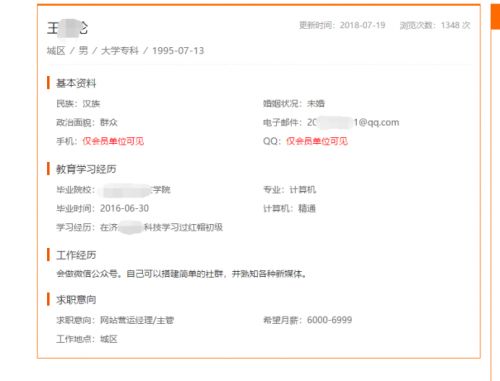 王 伦
更新时间：2018-07-19 浏览次数：1348 次
城区 / 男 / 大学专科 / 1995-07-13
基本资料
民族：汉族 婚姻状况：未婚
政治面貌：群众 电子邮件：20 1@qq.com
手机：仅会员单位可见 QQ：仅会员单位可见
教育学习经历
毕业院校： 学院 专业：计算机
毕业时间：2016-06-30 计算机：精通
学习经历：在济 科技学习过红帽初级
工作经历
会做微信公众号。自己可以搭建简单的社群，并熟知各种新媒体。
求职意向
求职意向：网站营运经理/主管 希望月薪：6000-6999
工作地点：城区